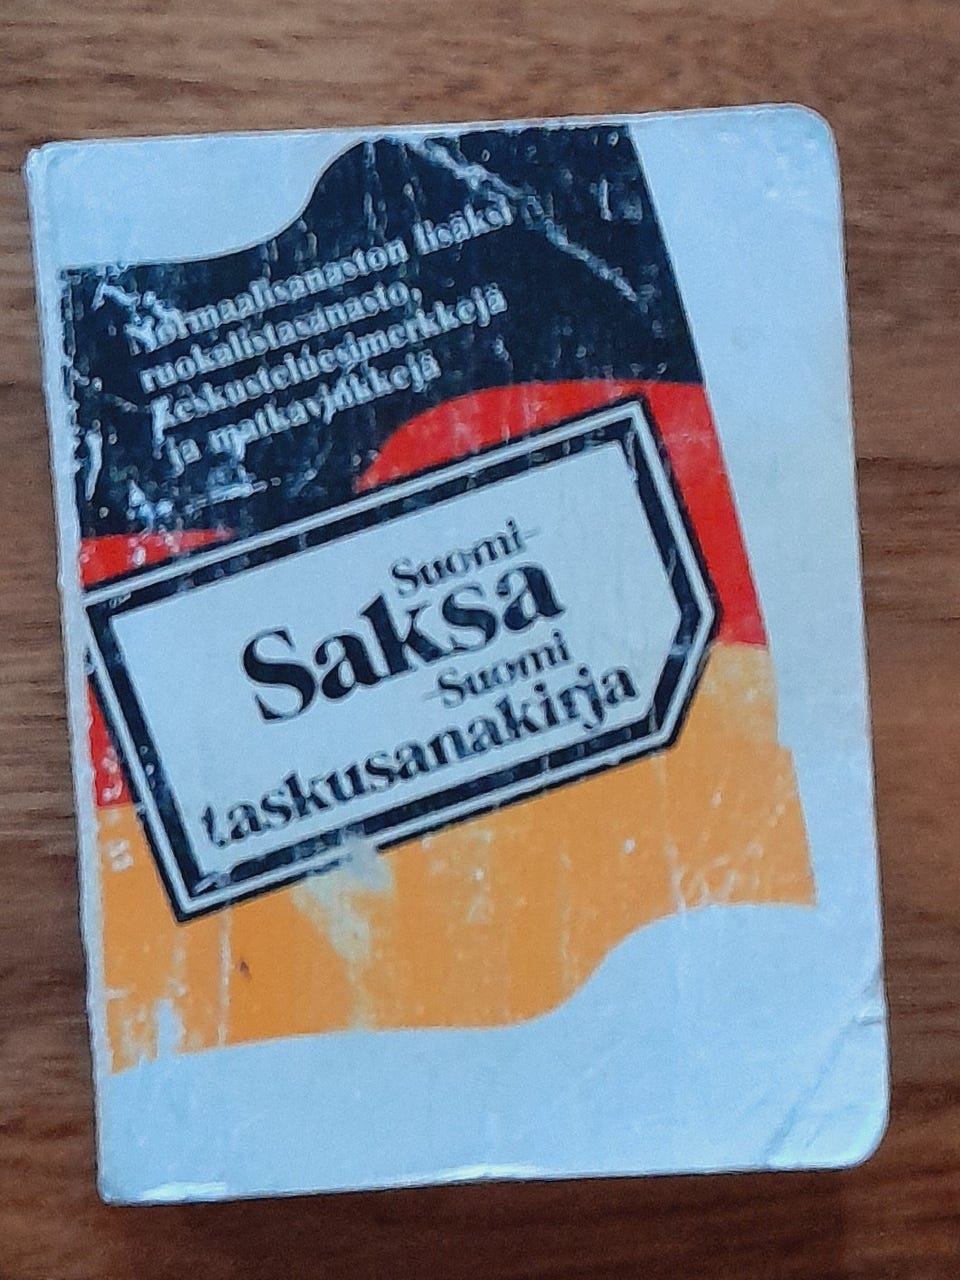 Normaalisanaston lisäksi
ruokalistasanasto,
keskusteluesimerkkejä
ja matkavinkkejä
Suomi-
Saksa
-Suomi
taskusanakirja